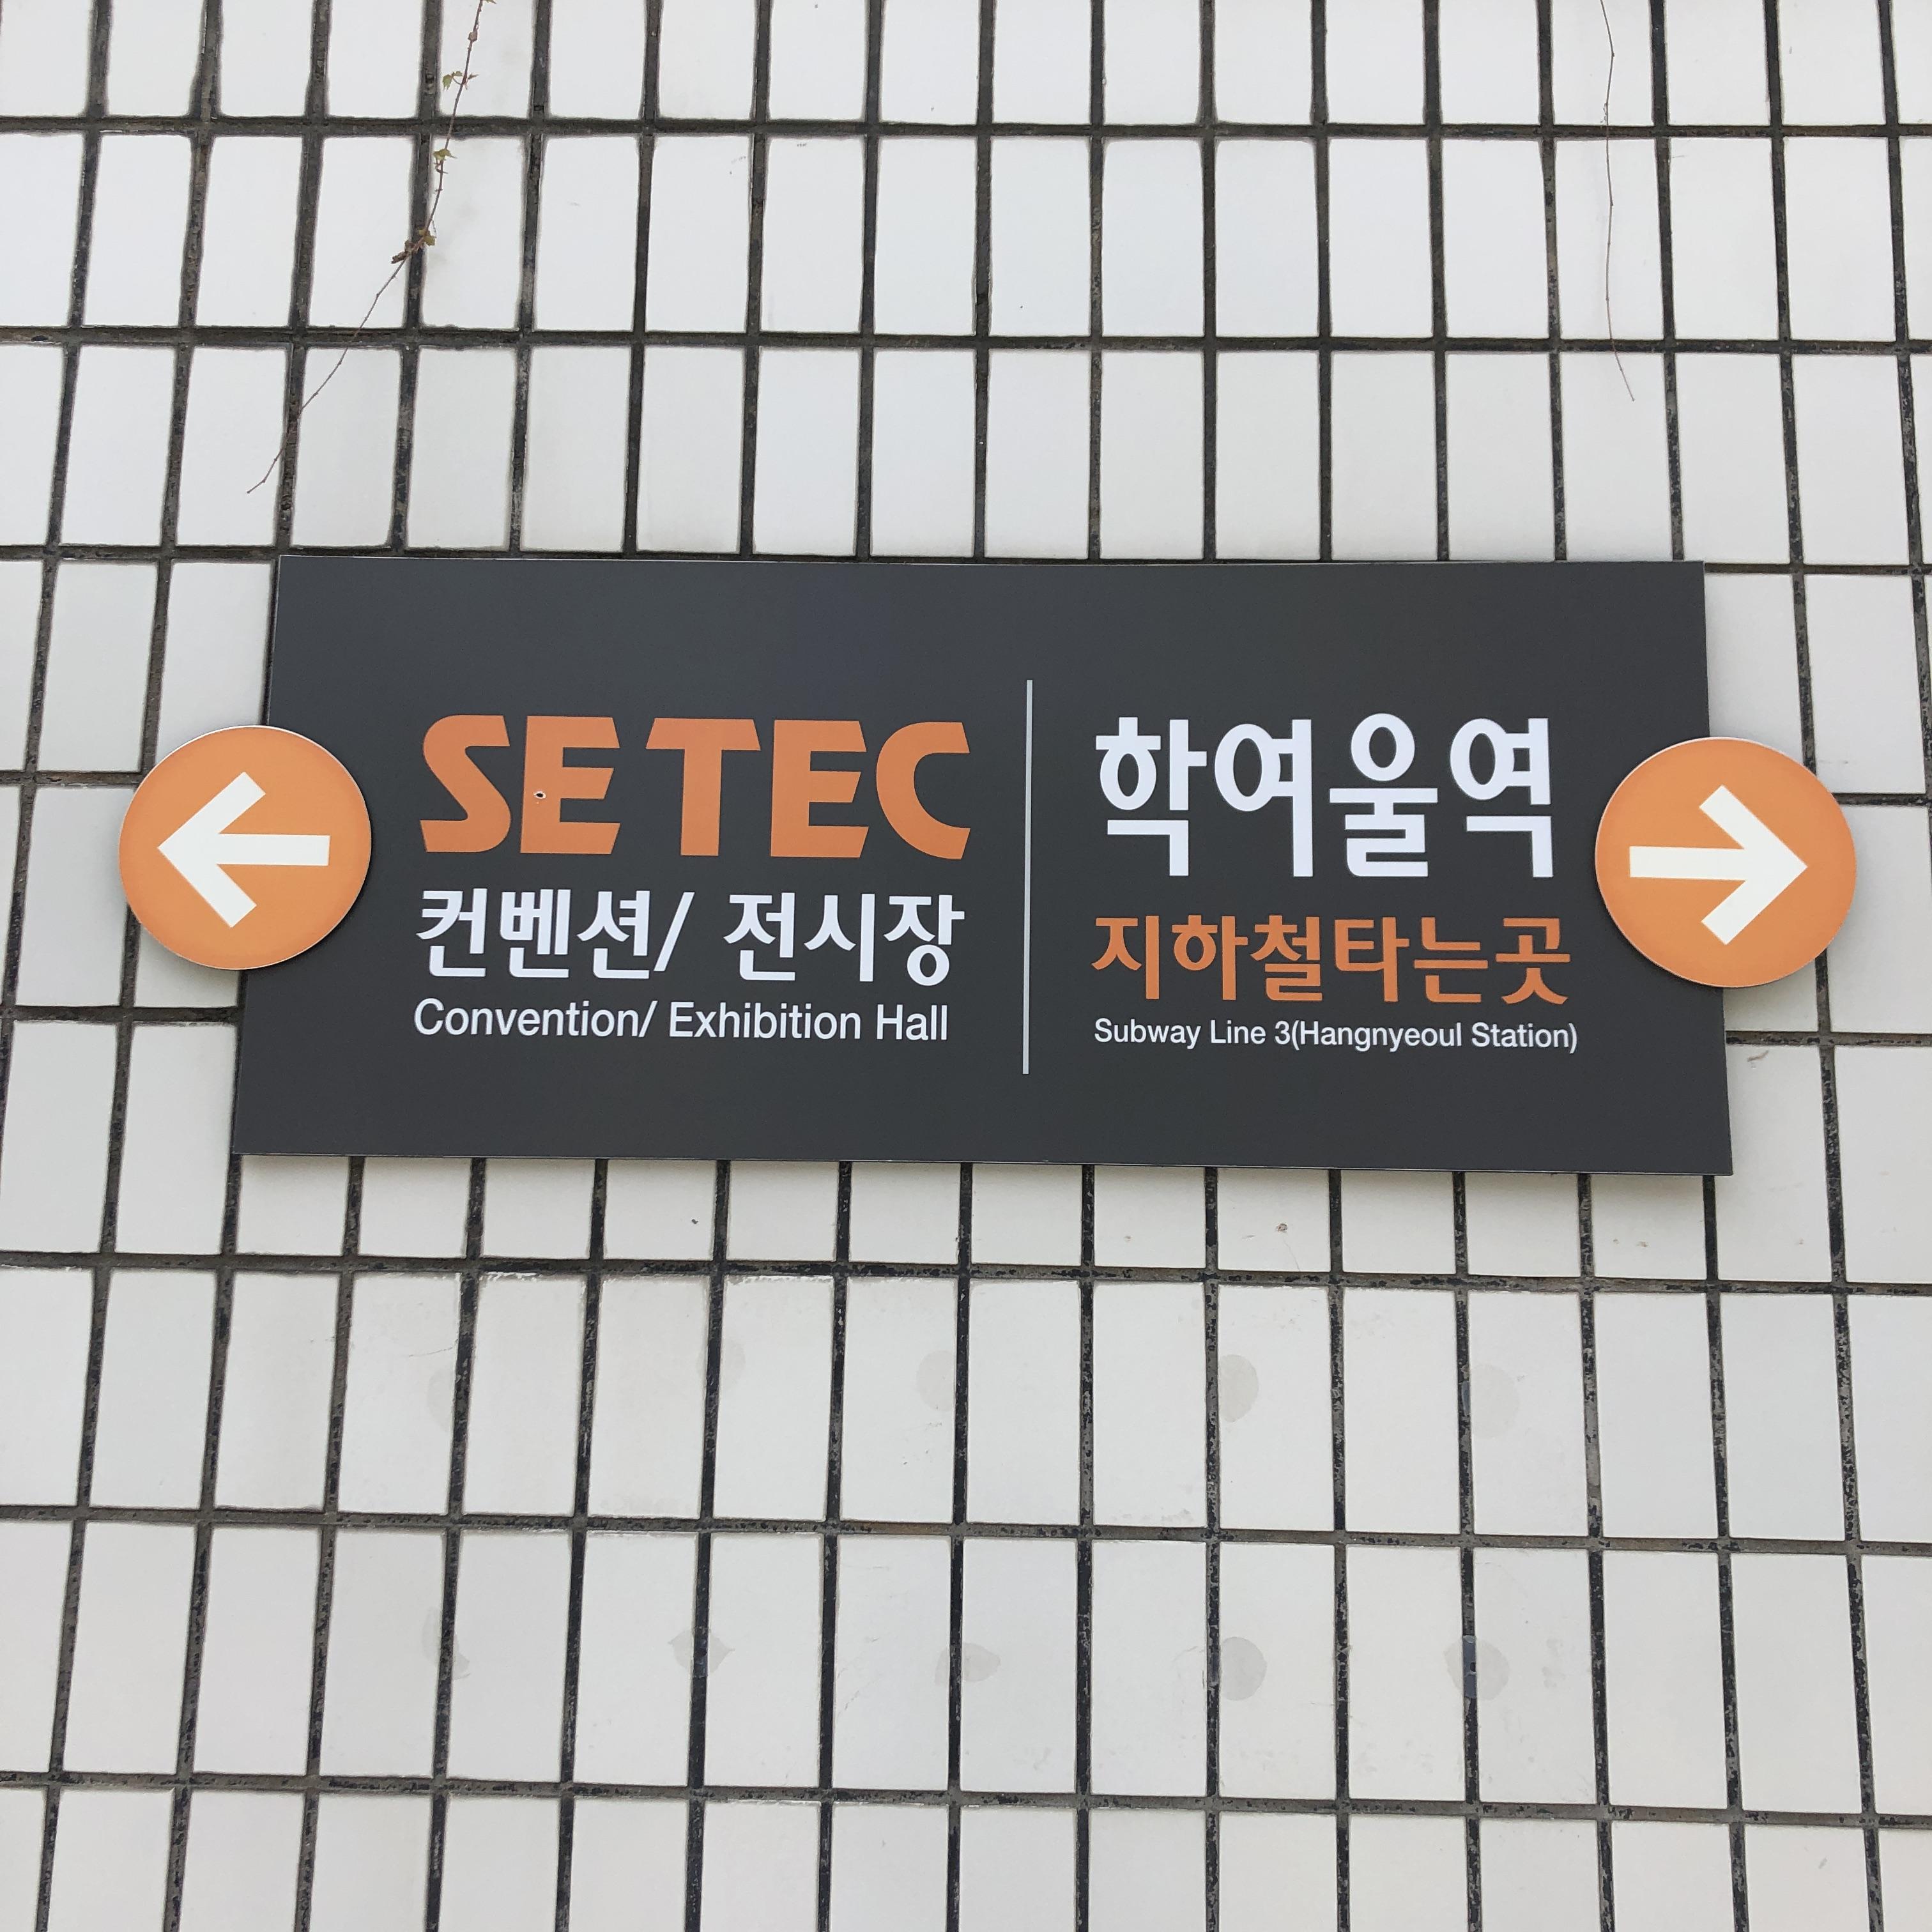 SETEC
컨벤션/ 전시장
Convention/ Exhibition Hall
학여울역
지하철타는곳
Subway Line 3(Hangnyeoul Station)